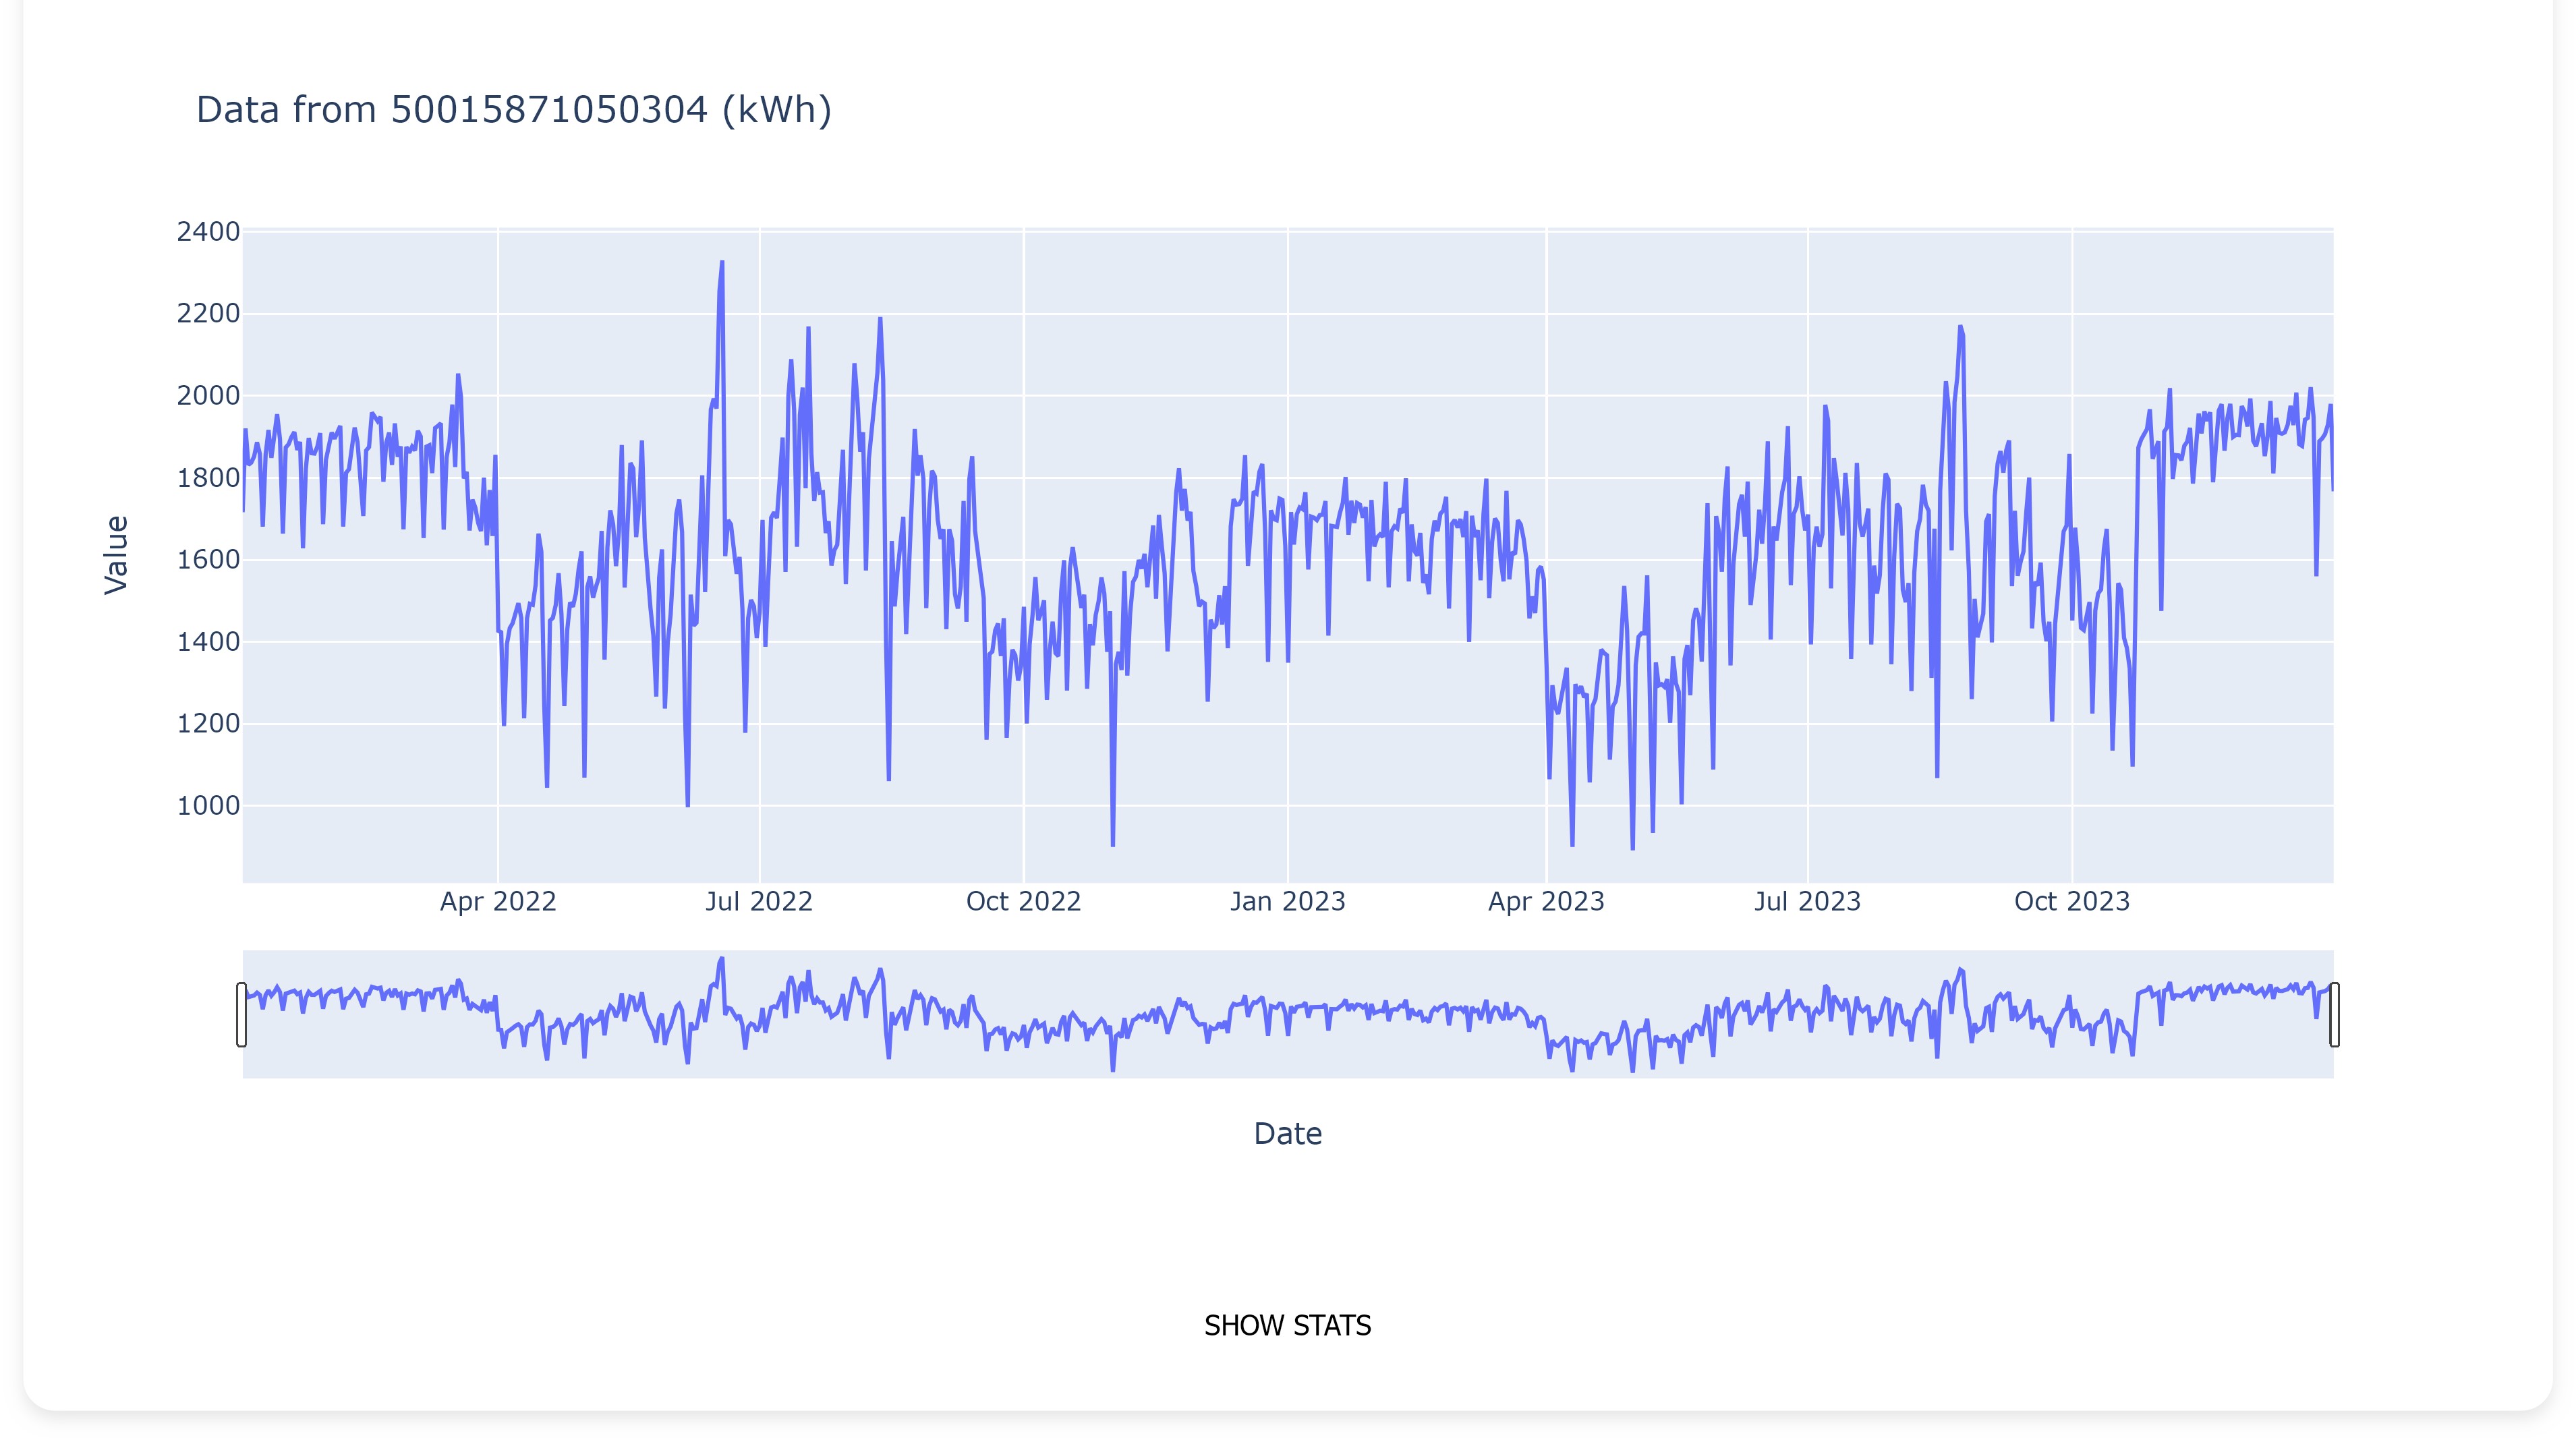 Data from 50015871050304 (kWh)
2400
2200
2000
1800
1600
1400
1200
1000
Value
Apr 2022
Jul 2022
Oct 2022
Jan 2023
Apr 2023
Jul 2023
Oct 2023
Date
SHOW STATS